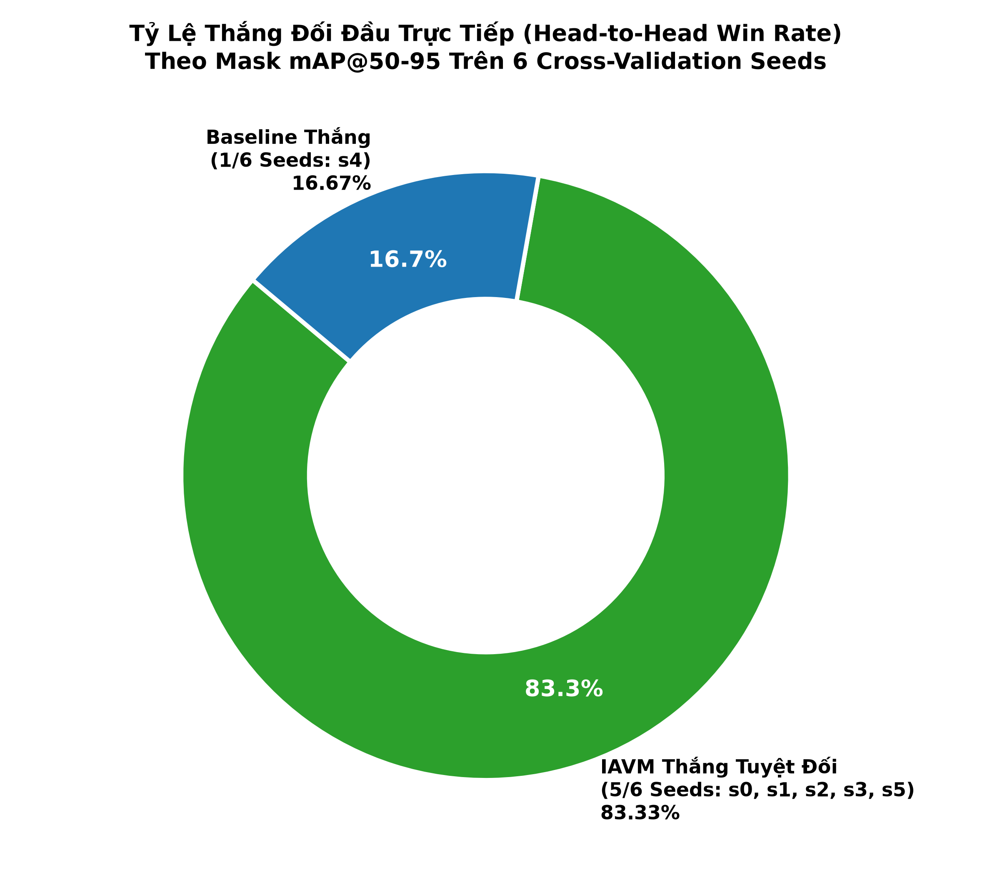 Tỷ Lệ Thắng Đối Đầu Trực Tiếp (Head-to-Head Win Rate)
Theo Mask mAP@50-95 Trên 6 Cross-Validation Seeds
Baseline Thắng
(1/6 Seeds: s4)
16.67%
16.7%
83.3%
IAVM Thắng Tuyệt Đối
(5/6 Seeds: s0, s1, s2, s3, s5)
83.33%